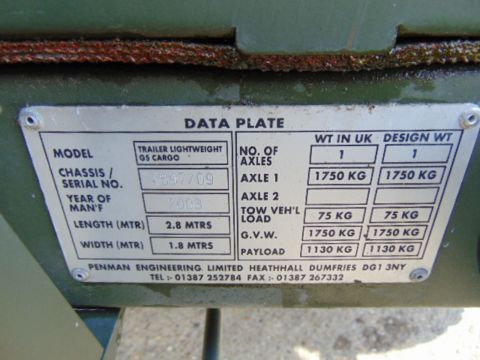 DATA PLATE
MODEL TRAILER LIGHTWEIGHT GS CARGO
CHASSIS / SERIAL NO. /09
YEAR OF MAN'F
LENGTH (MTR) 2.8 MTRS
WIDTH (MTR) 1.8 MTRS
WT IN UK DESIGN WT
NO. OF AXLES 1 1
AXLE 1 1750 KG 1750 KG
AXLE 2
TOW VEH'L LOAD 75 KG 75 KG
G.V.W. 1750 KG 1750 KG
PAYLOAD 1130 KG 1130 KG
PENMAN ENGINEERING LIMITED HEATHHALL DUMFRIES DG1 3NY
TEL :- 01387 252784 FAX :- 01387 267332